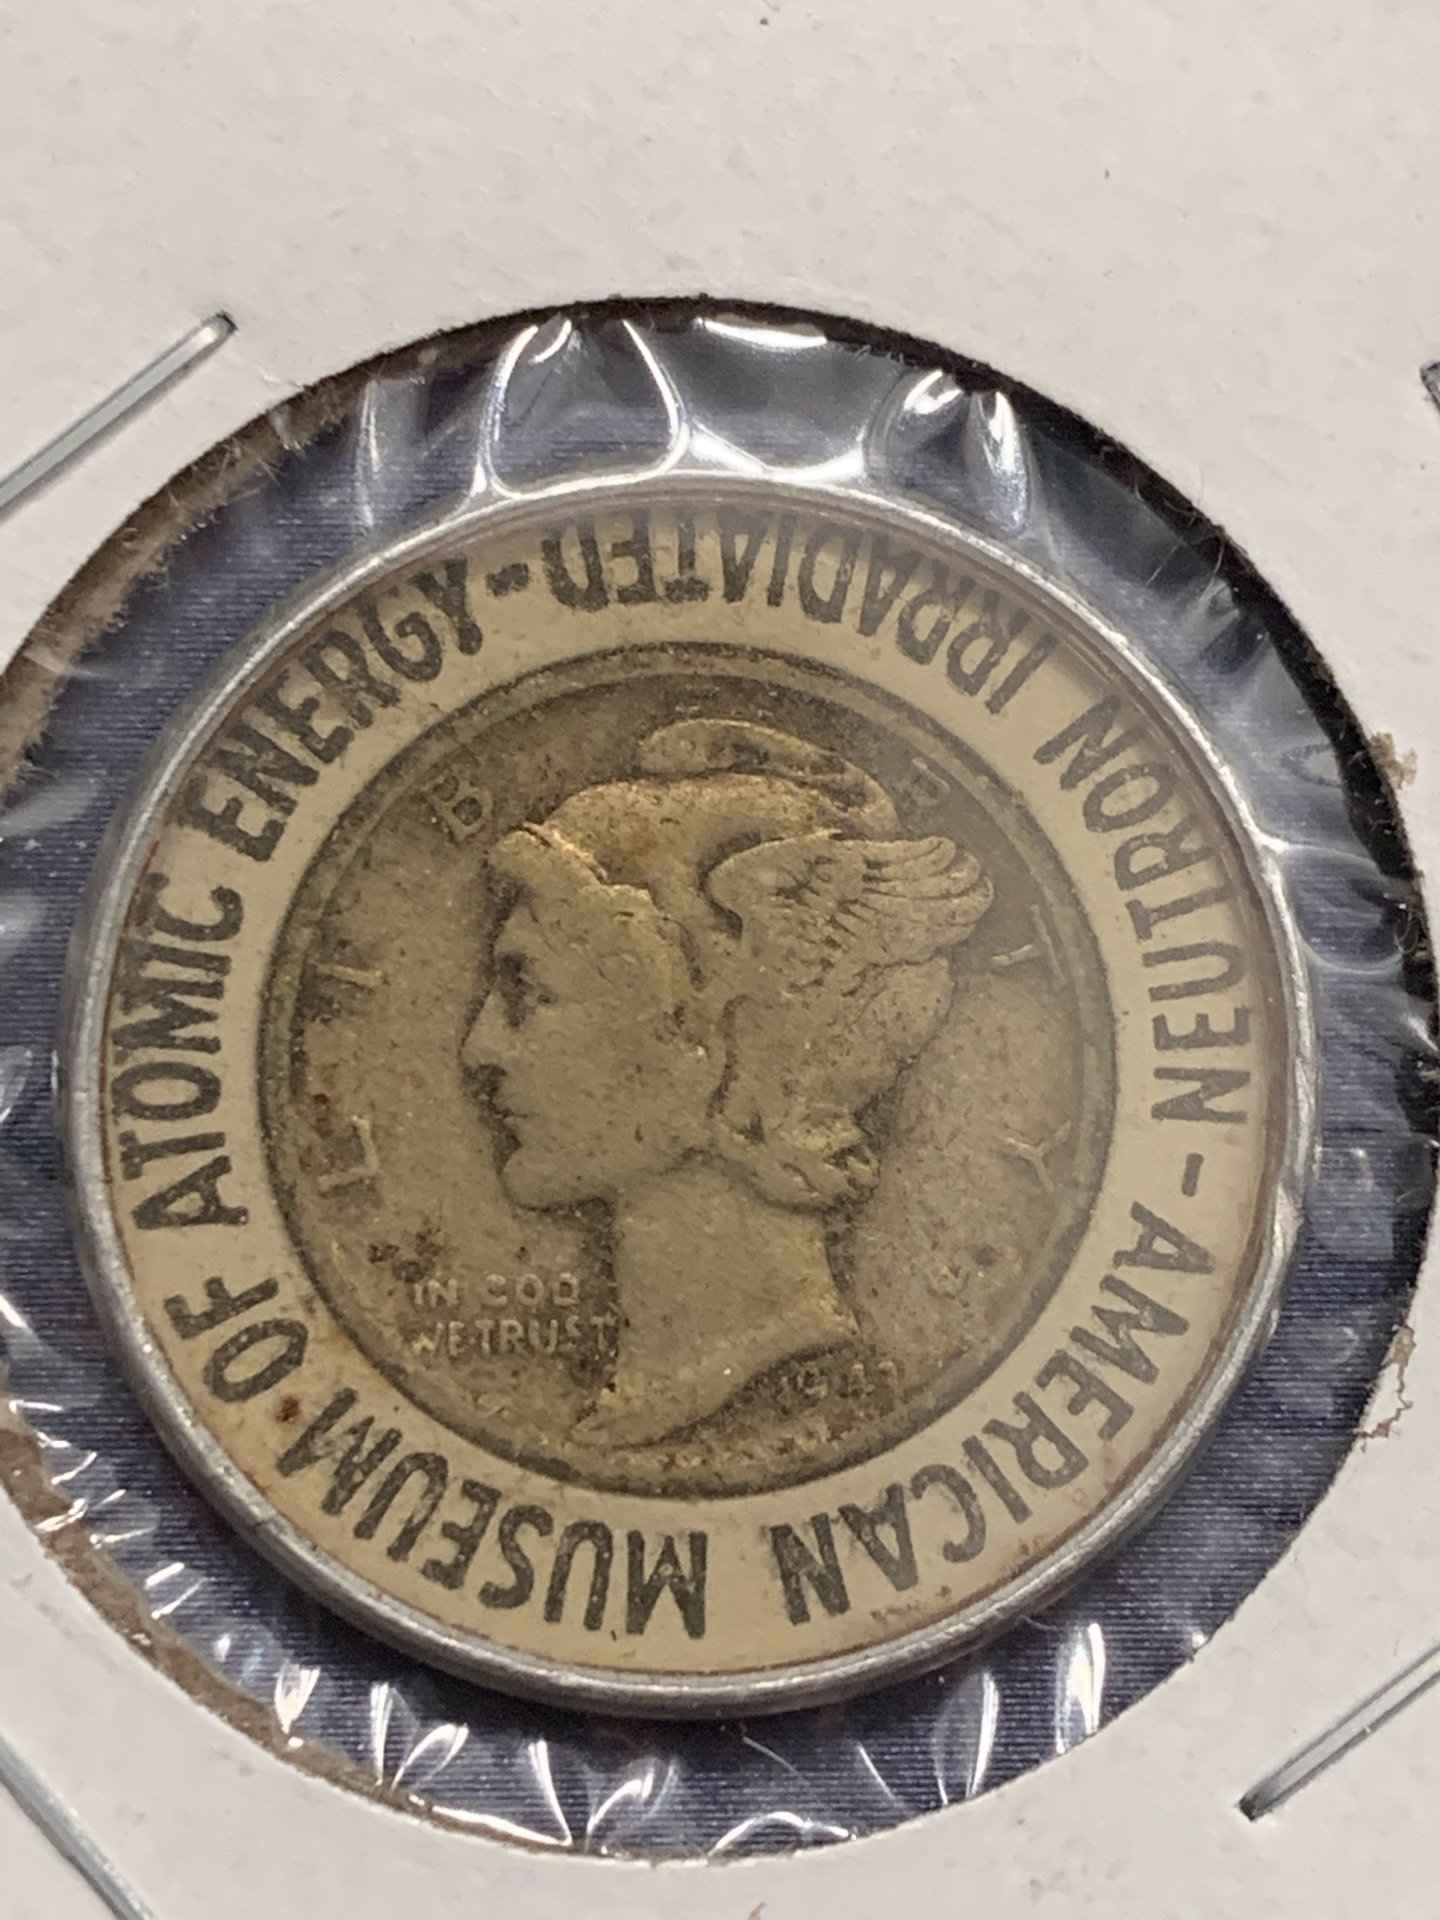 AMERICAN MUSEUM OF ATOMIC ENERGY - NEUTRON IRRADIATED -
LIBERTY
IN GOD
WE TRUST